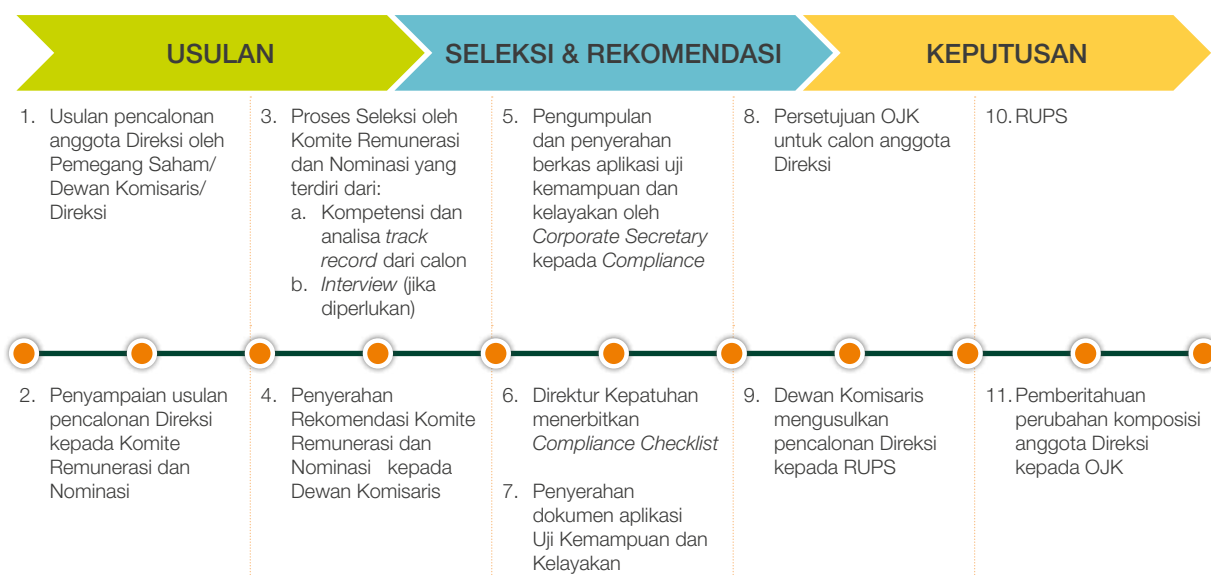 USULAN
SELEKSI & REKOMENDASI
KEPUTUSAN
1. Usulan pencalonan
anggota Direksi oleh
Pemegang Saham/
Dewan Komisaris/
Direksi
2. Penyampaian usulan
pencalonan Direksi
kepada Komite
Remunerasi dan
Nominasi
3. Proses Seleksi oleh
Komite Remunerasi
dan Nominasi yang
terdiri dari:
a. Kompetensi dan
analisa track
record dari calon
b. Interview (jika
diperlukan)
4. Penyerahan
Rekomendasi Komite
Remunerasi dan
Nominasi kepada
Dewan Komisaris
5. Pengumpulan
dan penyerahan
berkas aplikasi uji
kemampuan dan
kelayakan oleh
Corporate Secretary
kepada Compliance
6. Direktur Kepatuhan
menerbitkan
Compliance Checklist
7. Penyerahan
dokumen aplikasi
Uji Kemampuan dan
Kelayakan
8. Persetujuan OJK
untuk calon anggota
Direksi
9. Dewan Komisaris
mengusulkan
pencalonan Direksi
kepada RUPS
10. RUPS
11. Pemberitahuan
perubahan komposisi
anggota Direksi
kepada OJK